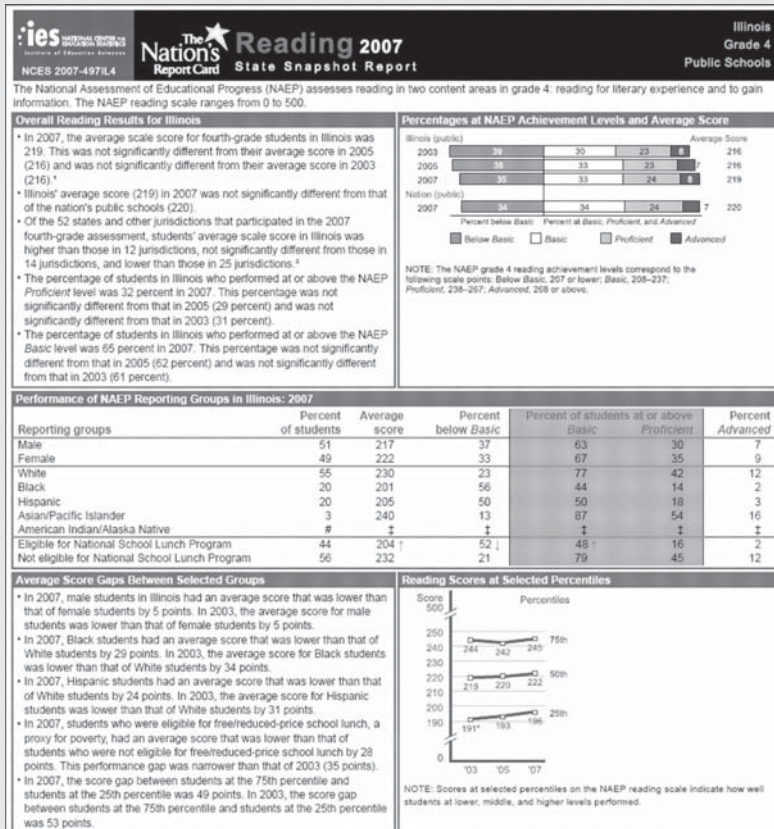 ies NATIONAL CENTER FOR EDUCATION STATISTICS
Institute of Education Sciences
NCES 2007-497IL4
The Nation's Report Card
Reading 2007
State Snapshot Report
Illinois
Grade 4
Public Schools
The National Assessment of Educational Progress (NAEP) assesses reading in two content areas in grade 4: reading for literary experience and to gain
information. The NAEP reading scale ranges from 0 to 500.
Overall Reading Results for Illinois
• In 2007, the average scale score for fourth-grade students in Illinois was
219. This was not significantly different from their average score in 2005
(216) and was not significantly different from their average score in 2003
(216).¹
• Illinois' average score (219) in 2007 was not significantly different from that
of the nation's public schools (220).
• Of the 52 states and other jurisdictions that participated in the 2007
fourth-grade assessment, students' average scale score in Illinois was
higher than those in 12 jurisdictions, not significantly different from those in
14 jurisdictions, and lower than those in 25 jurisdictions.²
• The percentage of students in Illinois who performed at or above the NAEP
Proficient level was 32 percent in 2007. This percentage was not
significantly different from that in 2005 (29 percent) and was not
significantly different from that in 2003 (31 percent).
• The percentage of students in Illinois who performed at or above the NAEP
Basic level was 65 percent in 2007. This percentage was not significantly
different from that in 2005 (62 percent) and was not significantly different
from that in 2003 (61 percent).
Percentages at NAEP Achievement Levels and Average Score
Illinois (public) Average Score
2003 39 30 23 8 216
2005 38 33 23 7 216
2007 35 33 24 8 219
Nation (public)
2007 34 34 24 7 220
Percent below Basic Percent at Basic, Proficient, and Advanced
Below Basic Basic Proficient Advanced
NOTE: The NAEP grade 4 reading achievement levels correspond to the
following scale points: Below Basic, 207 or lower; Basic, 208–237;
Proficient, 238–267; Advanced, 268 or above.
Performance of NAEP Reporting Groups in Illinois: 2007
Percent Average Percent Percent of students at or above Percent
Reporting groups of students score below Basic Basic Proficient Advanced
Male 51 217 37 63 30 7
Female 49 222 33 67 35 9
White 55 230 23 77 42 12
Black 20 201 56 44 14 2
Hispanic 20 205 50 50 18 3
Asian/Pacific Islander 3 240 13 87 54 16
American Indian/Alaska Native # ‡ ‡ ‡ ‡ ‡
Eligible for National School Lunch Program 44 204 ↑ 52 ↓ 48 ↑ 16 2
Not eligible for National School Lunch Program 56 232 21 79 45 12
Average Score Gaps Between Selected Groups
• In 2007, male students in Illinois had an average score that was lower than
that of female students by 5 points. In 2003, the average score for male
students was lower than that of female students by 5 points.
• In 2007, Black students had an average score that was lower than that of
White students by 29 points. In 2003, the average score for Black students
was lower than that of White students by 34 points.
• In 2007, Hispanic students had an average score that was lower than that
of White students by 24 points. In 2003, the average score for Hispanic
students was lower than that of White students by 31 points.
• In 2007, students who were eligible for free/reduced-price school lunch, a
proxy for poverty, had an average score that was lower than that of
students who were not eligible for free/reduced-price school lunch by 28
points. This performance gap was narrower than that of 2003 (35 points).
• In 2007, the score gap between students at the 75th percentile and
students at the 25th percentile was 49 points. In 2003, the score gap
between students at the 75th percentile and students at the 25th percentile
was 53 points.
Reading Scores at Selected Percentiles
Score Percentiles
500
250
240
230
220
210
200
190
0
244 242 245 75th
219 220 222 50th
191* 193 196 25th
'03 '05 '07
NOTE: Scores at selected percentiles on the NAEP reading scale indicate how well
students at lower, middle, and higher levels performed.